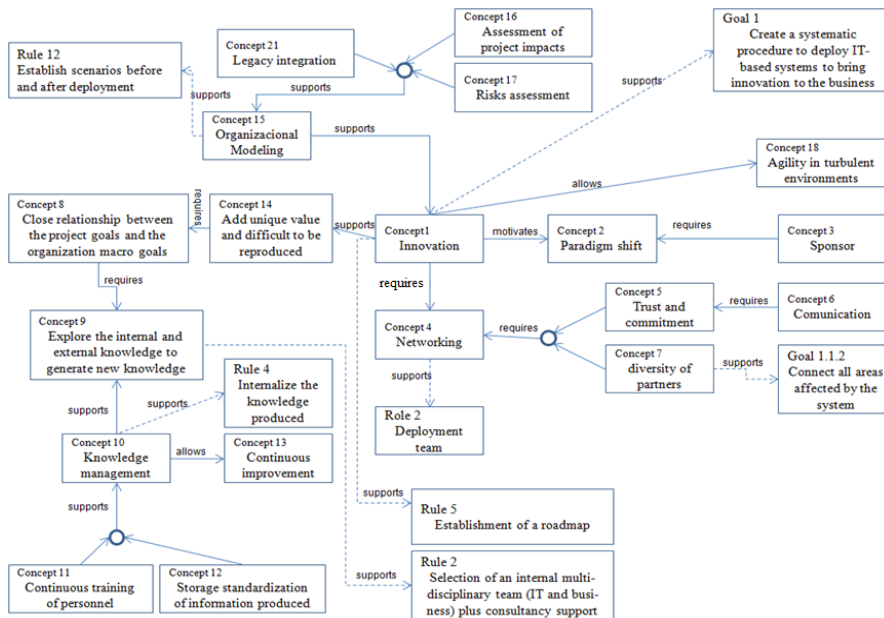 Concept 16
Assessment of
project impacts
Goal 1
Create a systematic
procedure to deploy IT-
based systems to bring
innovation to the business
Concept 21
Legacy integration
Rule 12
Establish scenarios before
and after deployment
Concept 17
Risks assessment
supports
supports
supports
Concept 15
Organizacional
Modeling
supports
Concept 18
Agility in turbulent
environments
allows
Concept 8
Close relationship between
the project goals and the
organization macro goals
requires
Concept 14
Add unique value
and difficult to be
reproduced
supports
Concept1
Innovation
motivates
Concept 2
Paradigm shift
requires
Concept 3
Sponsor
requires
requires
Concept 9
Explore the internal and
external knowledge to
generate new knowledge
Concept 4
Networking
requires
Concept 5
Trust and
commitment
requires
Concept 6
Comunication
Concept 7
diversity of
partners
supports
Goal 1.1.2
Connect all areas
affected by the
system
supports
supports
supports
Rule 4
Internalize the
knowledge
produced
Role 2
Deployment
team
Concept 10
Knowledge
management
allows
Concept 13
Continuous
improvement
supports
supports
Rule 5
Establishment of a roadmap
Concept 11
Continuous training
of personnel
Concept 12
Storage standardization
of information produced
supports
Rule 2
Selection of an internal multi-
disciplinary team (IT and busi-
ness) plus consultancy support